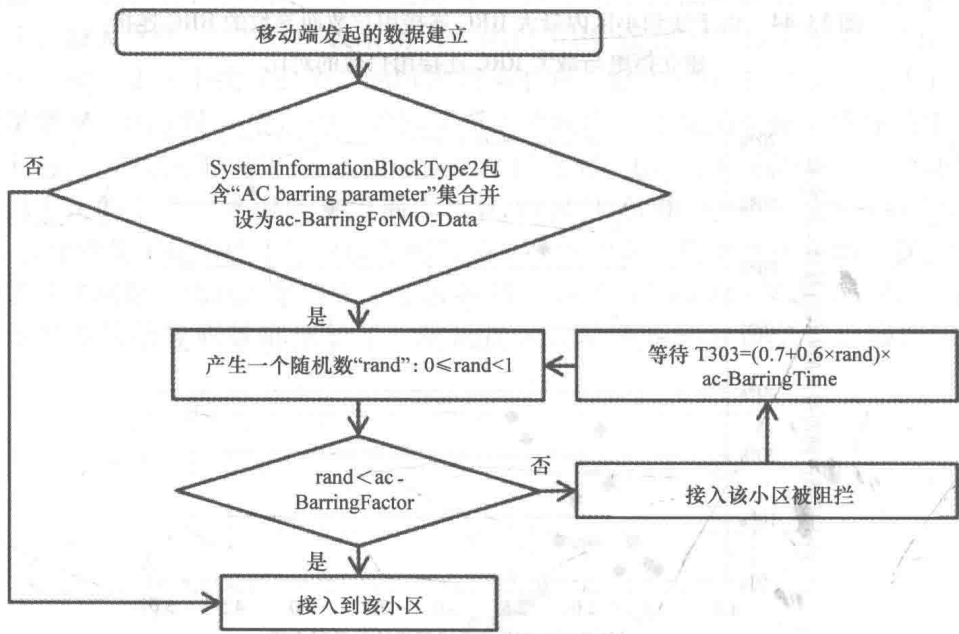 移动端发起的数据建立
否
SystemInformationBlockType2包
含“AC barring parameter”集合并
设为ac-BarringForMO-Data
是
产生一个随机数“rand”: 0≤rand<1
等待 T303=(0.7+0.6×rand)×
ac-BarringTime
rand<ac-
BarringFactor
否
接入该小区被阻拦
是
接入到该小区